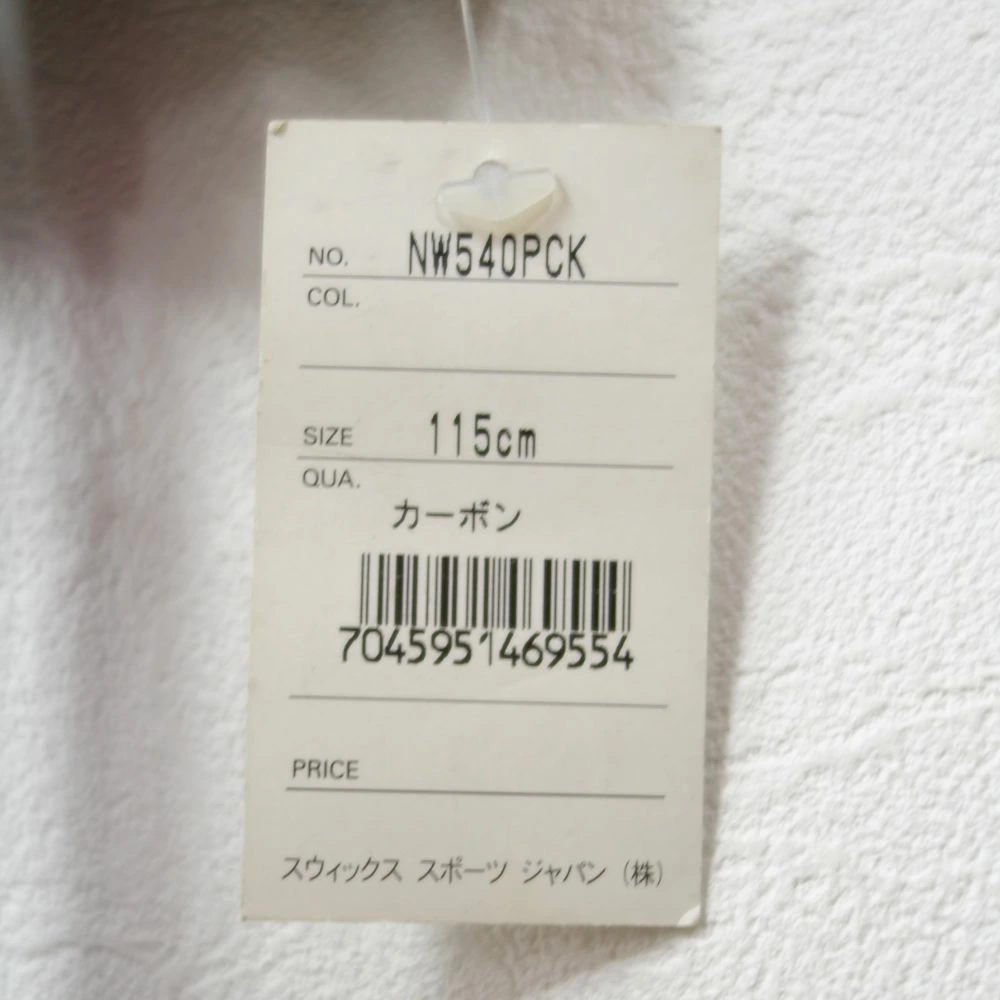 NO. NW540PCK
COL.
SIZE 115cm
QUA.
カーボン
7045951469554
PRICE
スウィックス スポーツ ジャパン (株)